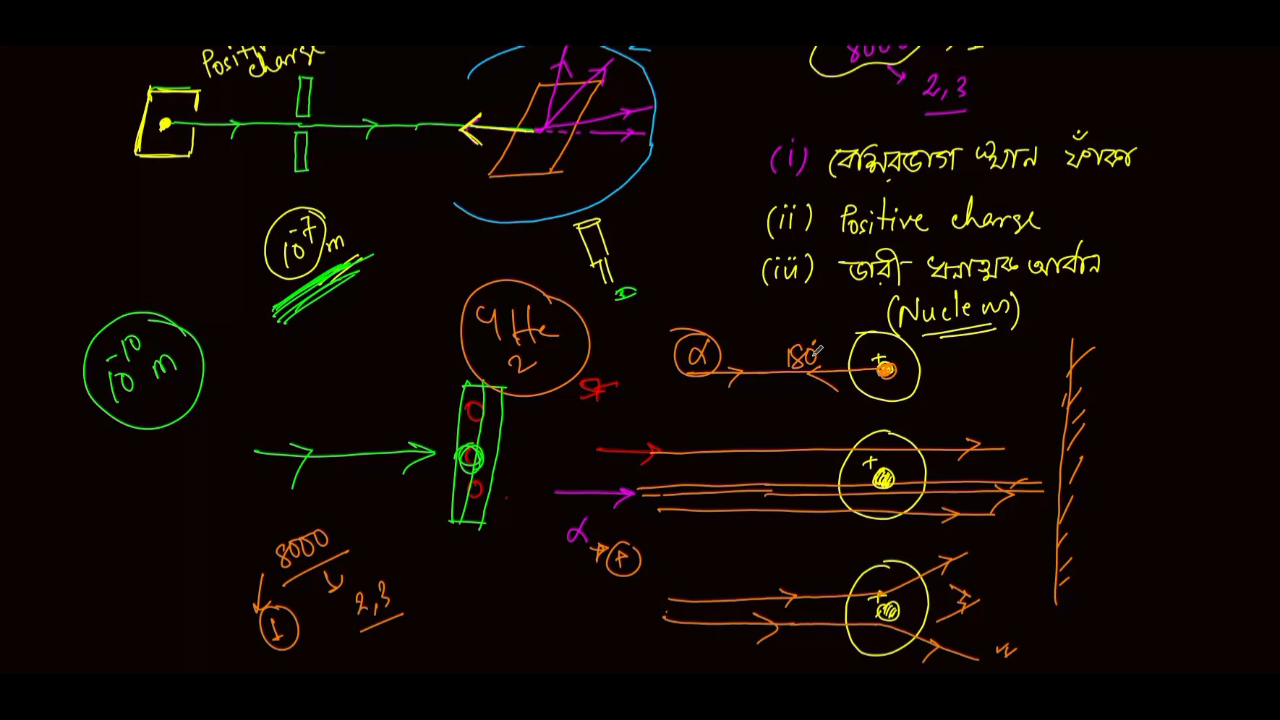 Positive
charge
8000
2, 3
(i) বেশিরভাগ স্থান ফাঁকা
(ii) Positive charge
(iii) ভারী ধনাত্মক আধান
(Nucleus)
10⁻⁷ m
4 He
2
10⁻¹⁰ m
α 180° +
+
α
+
8000
2, 3
1
+